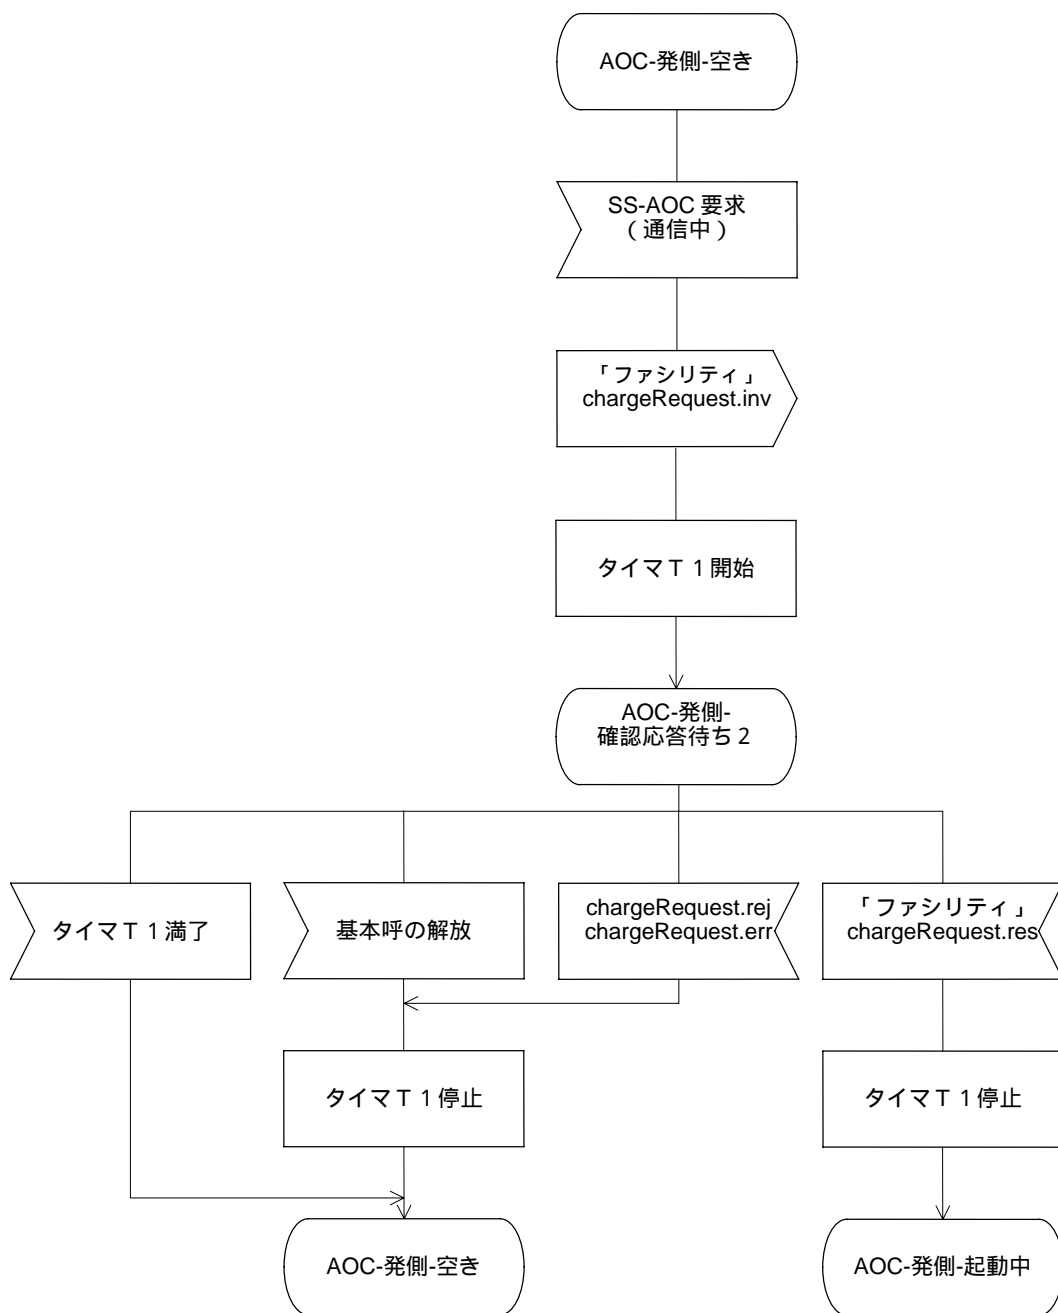 AOC-発側-空き
SS-AOC 要求
（通信中）
「ファシリティ」
chargeRequest.inv
タイマＴ１開始
AOC-発側-
確認応答待ち２
タイマＴ１満了
基本呼の解放
chargeRequest.rej
chargeRequest.err
「ファシリティ」
chargeRequest.res
タイマＴ１停止
タイマＴ１停止
AOC-発側-空き
AOC-発側-起動中